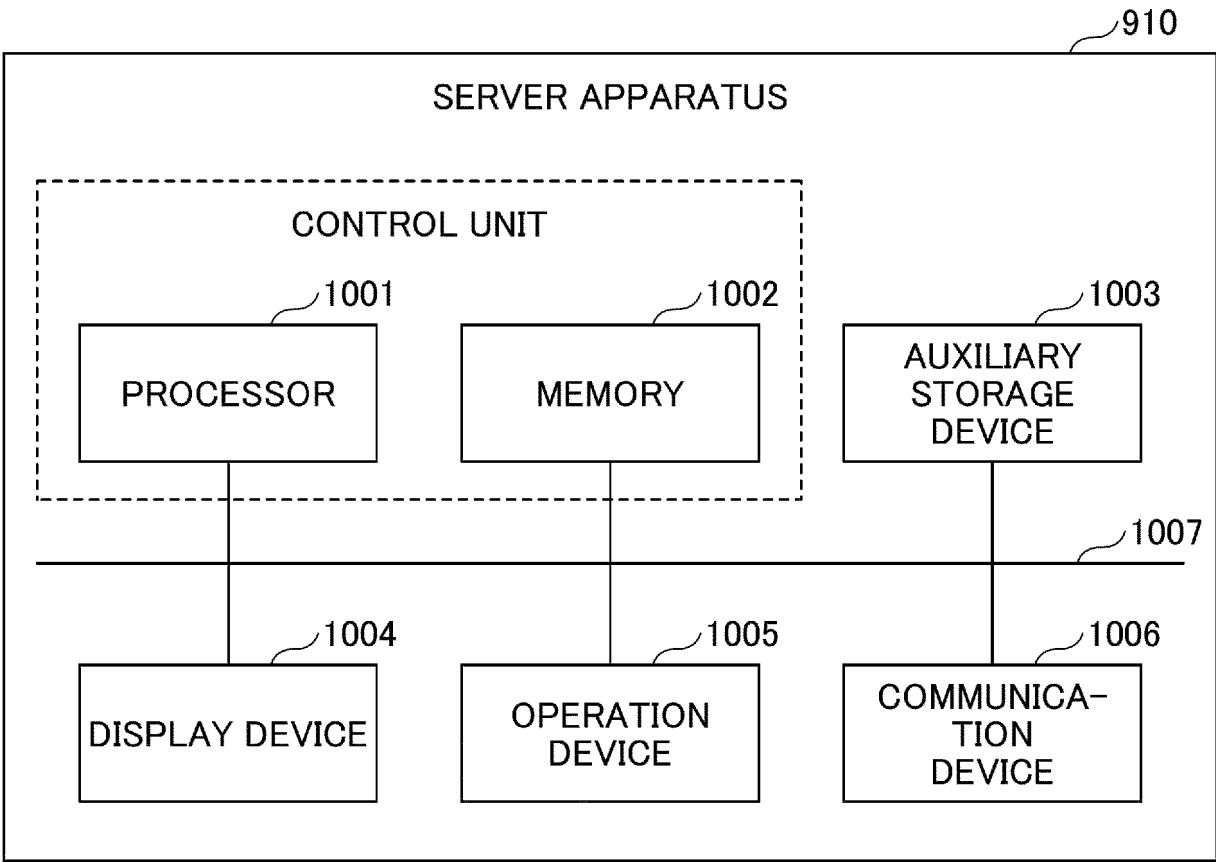 910
SERVER APPARATUS
CONTROL UNIT
1001
1002
1003
PROCESSOR
MEMORY
AUXILIARY
STORAGE
DEVICE
1007
1004
1005
1006
DISPLAY DEVICE
OPERATION
DEVICE
COMMUNICA-
TION
DEVICE